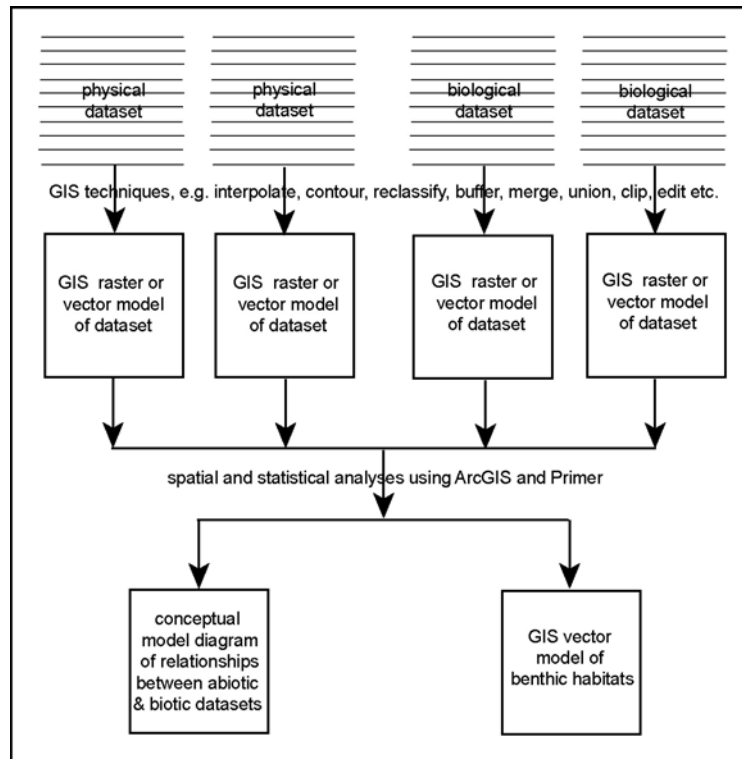 physical
dataset
physical
dataset
biological
dataset
biological
dataset
GIS techniques, e.g. interpolate, contour, reclassify, buffer, merge, union, clip, edit etc.
GIS raster or
vector model
of dataset
GIS raster or
vector model
of dataset
GIS raster or
vector model
of dataset
GIS raster or
vector model
of dataset
spatial and statistical analyses using ArcGIS and Primer
conceptual
model diagram
of relationships
between abiotic
& biotic datasets
GIS vector
model of
benthic habitats